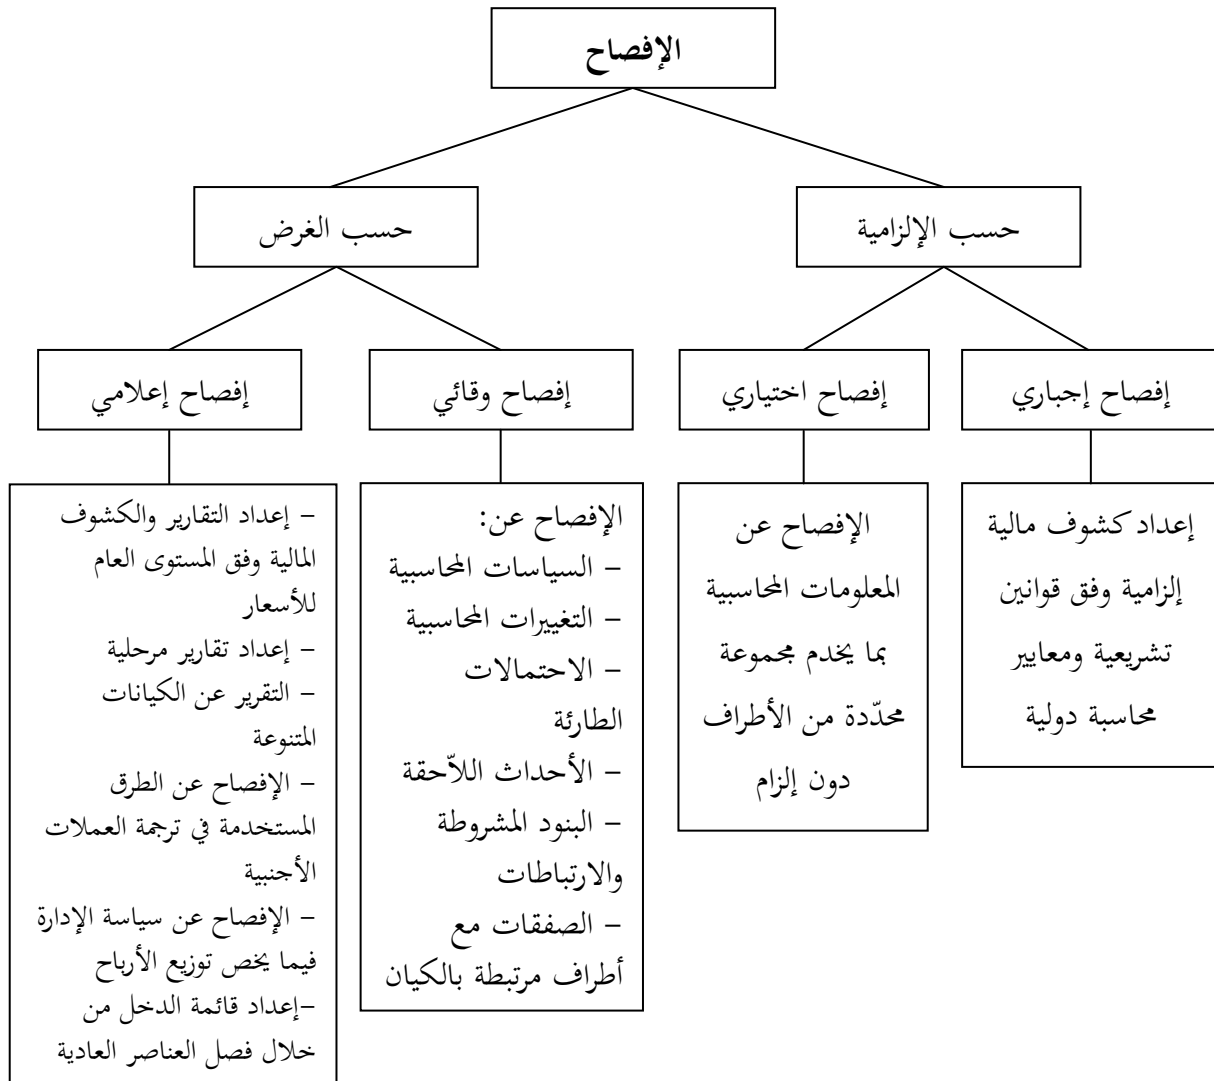 الإفصاح
حسب الإلزامية
حسب الغرض
إفصاح إجباري
إفصاح اختياري
إفصاح وقائي
إفصاح إعلامي
إعداد كشوف مالية
إلزامية وفق قوانين
تشريعية ومعايير
محاسبة دولية
الإفصاح عن
المعلومات المحاسبية
بما يخدم مجموعة
محدّدة من الأطراف
دون إلزام
الإفصاح عن:
– السياسات المحاسبية
– التغييرات المحاسبية
– الاحتمالات
الطارئة
– الأحداث اللاّحقة
– البنود المشروطة
والارتباطات
– الصفقات مع
أطراف مرتبطة بالكيان
– إعداد التقارير والكشوف
المالية وفق المستوى العام
للأسعار
– إعداد تقارير مرحلية
– التقرير عن الكيانات
المتنوعة
– الإفصاح عن الطرق
المستخدمة في ترجمة العملات
الأجنبية
– الإفصاح عن سياسة الإدارة
فيما يخص توزيع الأرباح
–إعداد قائمة الدخل من
خلال فصل العناصر العادية